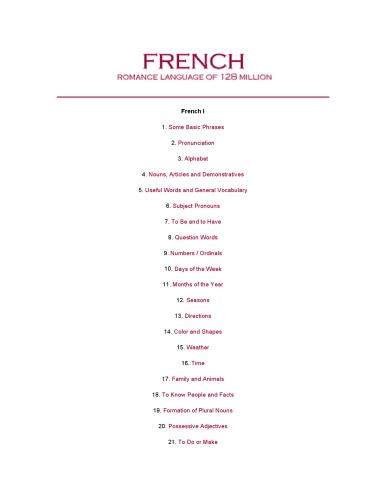 FRENCH
ROMANCE LANGUAGE OF 128 MILLION
French I
1. Some Basic Phrases
2. Pronunciation
3. Alphabet
4. Nouns, Articles and Demonstratives
5. Useful Words and General Vocabulary
6. Subject Pronouns
7. To Be and to Have
8. Question Words
9. Numbers / Ordinals
10. Days of the Week
11. Months of the Year
12. Seasons
13. Directions
14. Color and Shapes
15. Weather
16. Time
17. Family and Animals
18. To Know People and Facts
19. Formation of Plural Nouns
20. Possessive Adjectives
21. To Do or Make